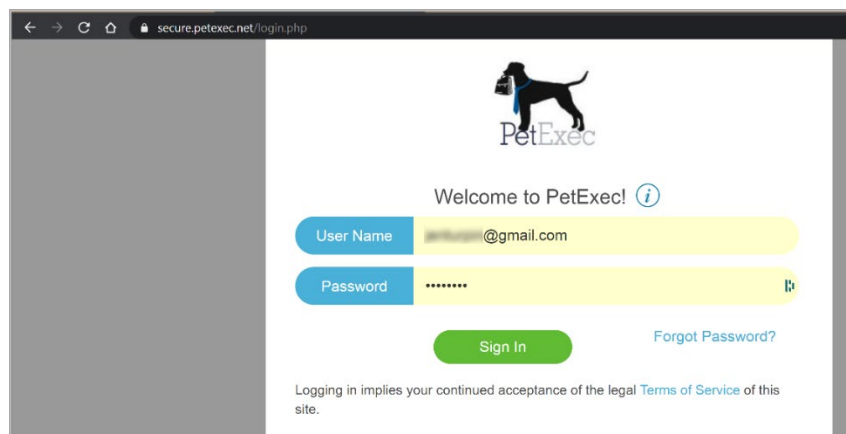 secure.petexec.net/login.php
PetExec
Welcome to PetExec! i
User Name @gmail.com
Password ••••••••
Sign In Forgot Password?
Logging in implies your continued acceptance of the legal Terms of Service of this
site.